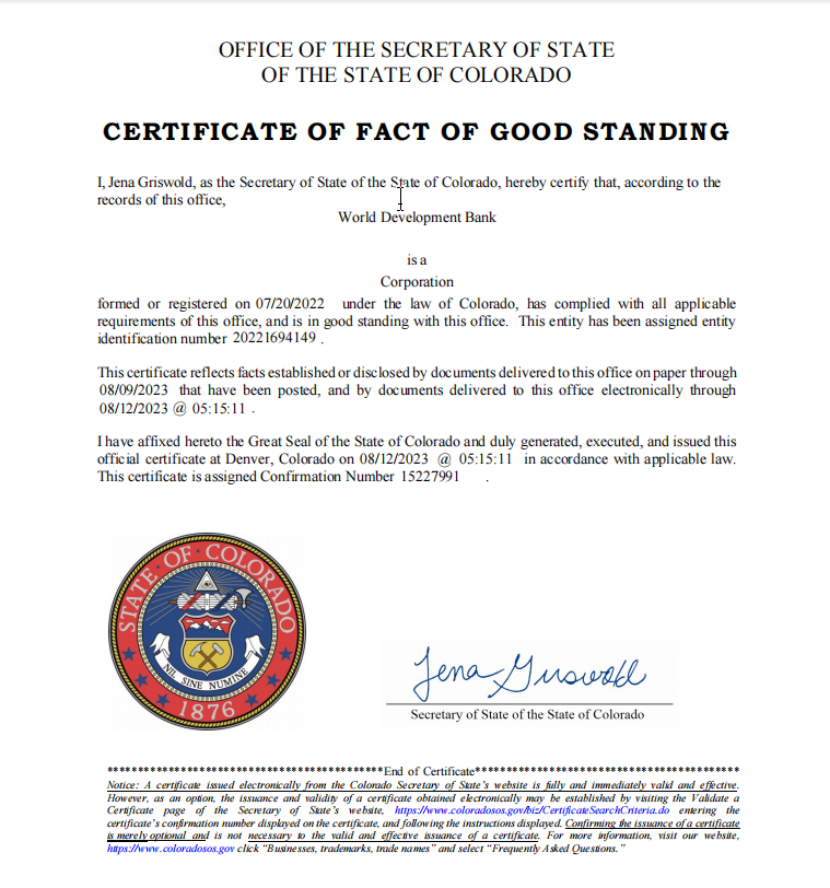 OFFICE OF THE SECRETARY OF STATE
OF THE STATE OF COLORADO
CERTIFICATE OF FACT OF GOOD STANDING
I, Jena Griswold, as the Secretary of State of the State of Colorado, hereby certify that, according to the
records of this office,
World Development Bank
is a
Corporation
formed or registered on 07/20/2022 under the law of Colorado, has complied with all applicable
requirements of this office, and is in good standing with this office. This entity has been assigned entity
identification number 20221694149 .
This certificate reflects facts established or disclosed by documents delivered to this office on paper through
08/09/2023 that have been posted, and by documents delivered to this office electronically through
08/12/2023 @ 05:15:11 .
I have affixed hereto the Great Seal of the State of Colorado and duly generated, executed, and issued this
official certificate at Denver, Colorado on 08/12/2023 @ 05:15:11 in accordance with applicable law.
This certificate is assigned Confirmation Number 15227991 .
STATE OF COLORADO
NIL SINE NUMINE
1876
Jena Griswold
Secretary of State of the State of Colorado
*********************************************End of Certificate*******************************************
Notice: A certificate issued electronically from the Colorado Secretary of State's website is fully and immediately valid and effective.
However, as an option, the issuance and validity of a certificate obtained electronically may be established by visiting the Validate a
Certificate page of the Secretary of State's website, https://www.coloradosos.gov/biz/CertificateSearchCriteria.do entering the
certificate's confirmation number displayed on the certificate, and following the instructions displayed. Confirming the issuance of a certificate
is merely optional and is not necessary to the valid and effective issuance of a certificate. For more information, visit our website,
https://www.coloradosos.gov click "Businesses, trademarks, trade names" and select "Frequently Asked Questions."